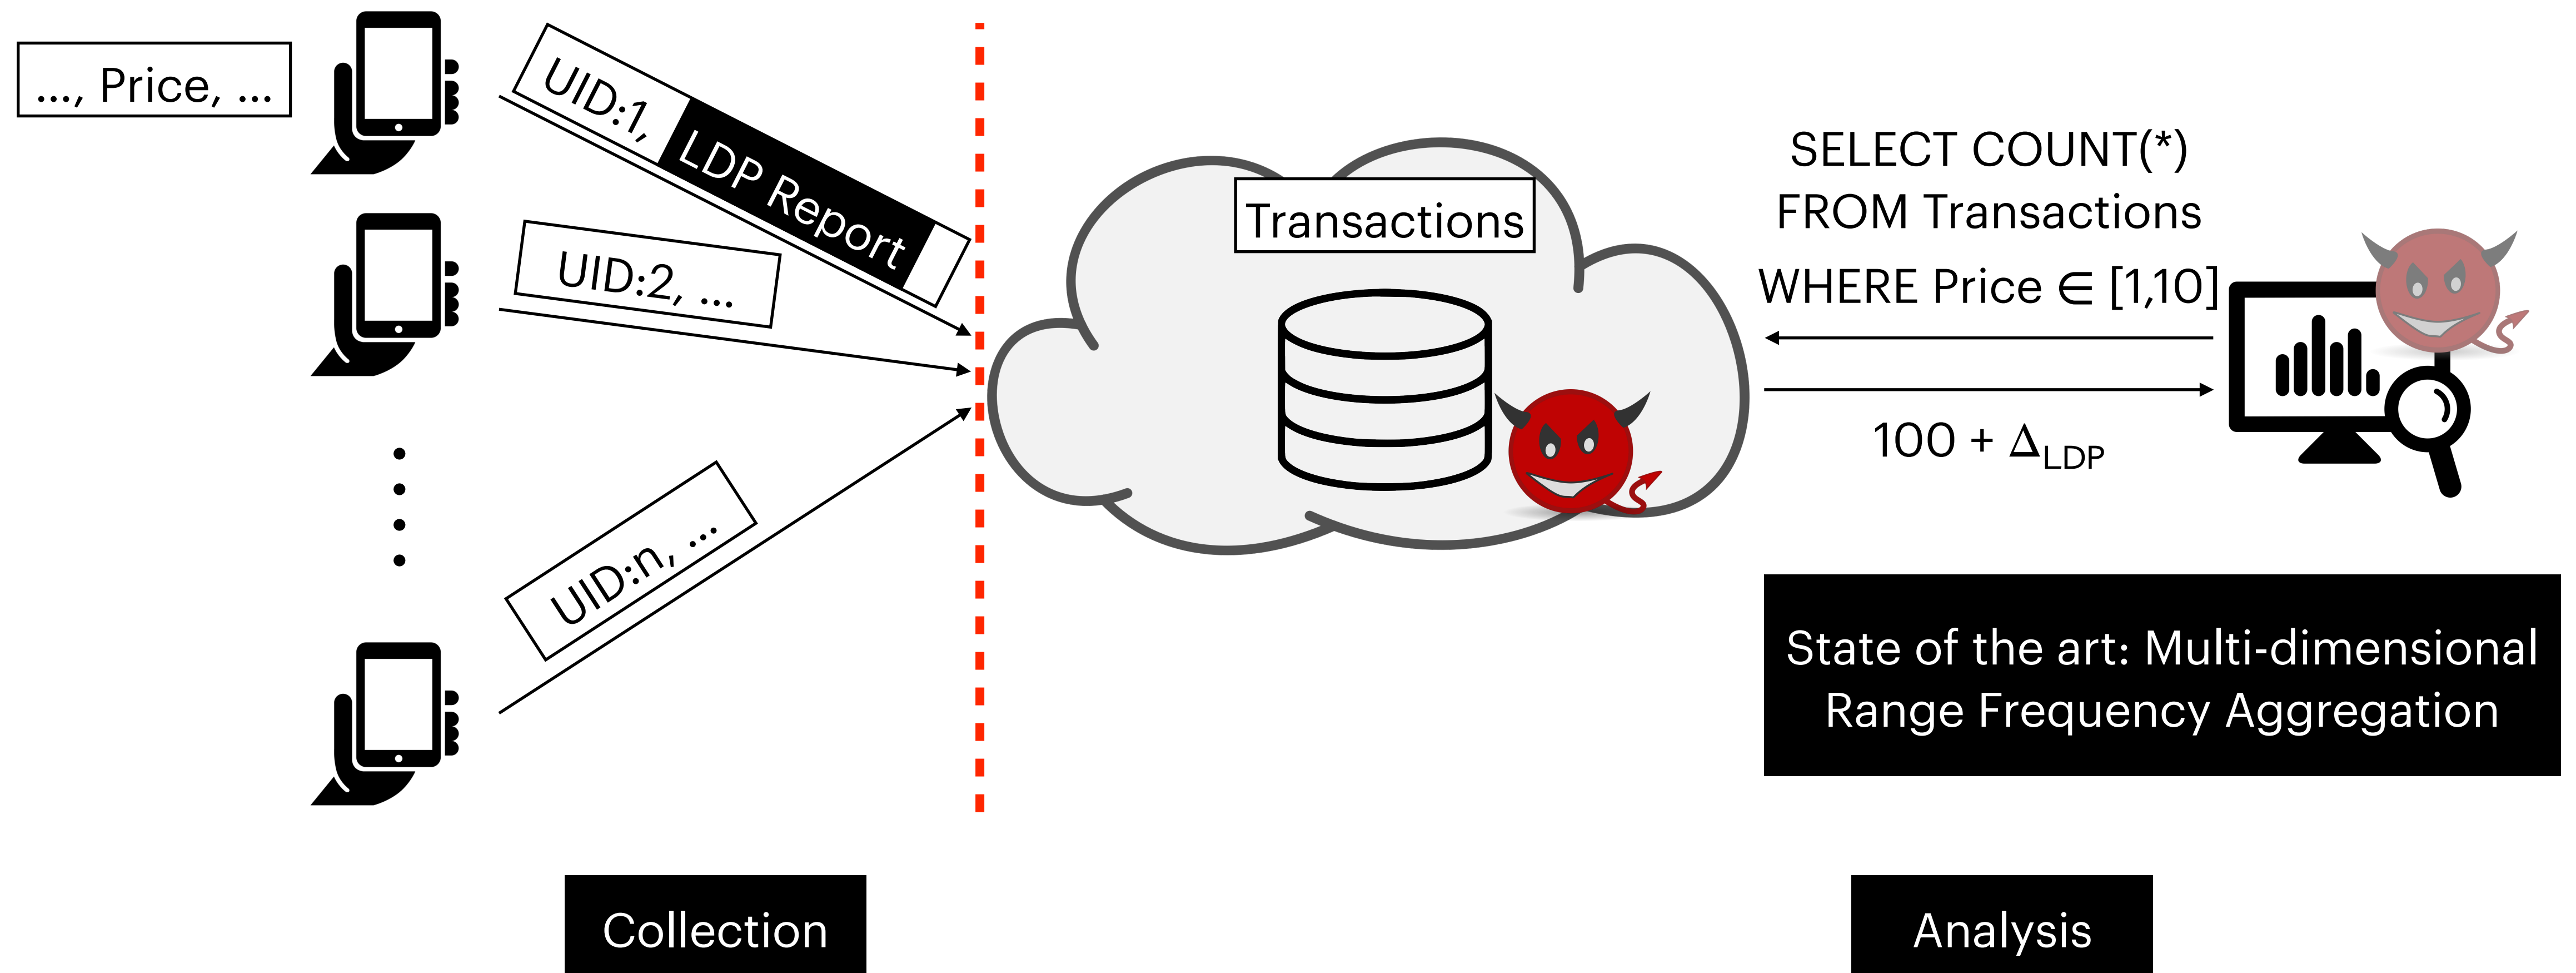 ..., Price, ...
UID:1, LDP Report
UID:2, ...
UID:n, ...
Transactions
SELECT COUNT(*)
FROM Transactions
WHERE Price ∈ [1,10]
100 + Δ_LDP
State of the art: Multi-dimensional
Range Frequency Aggregation
Collection
Analysis